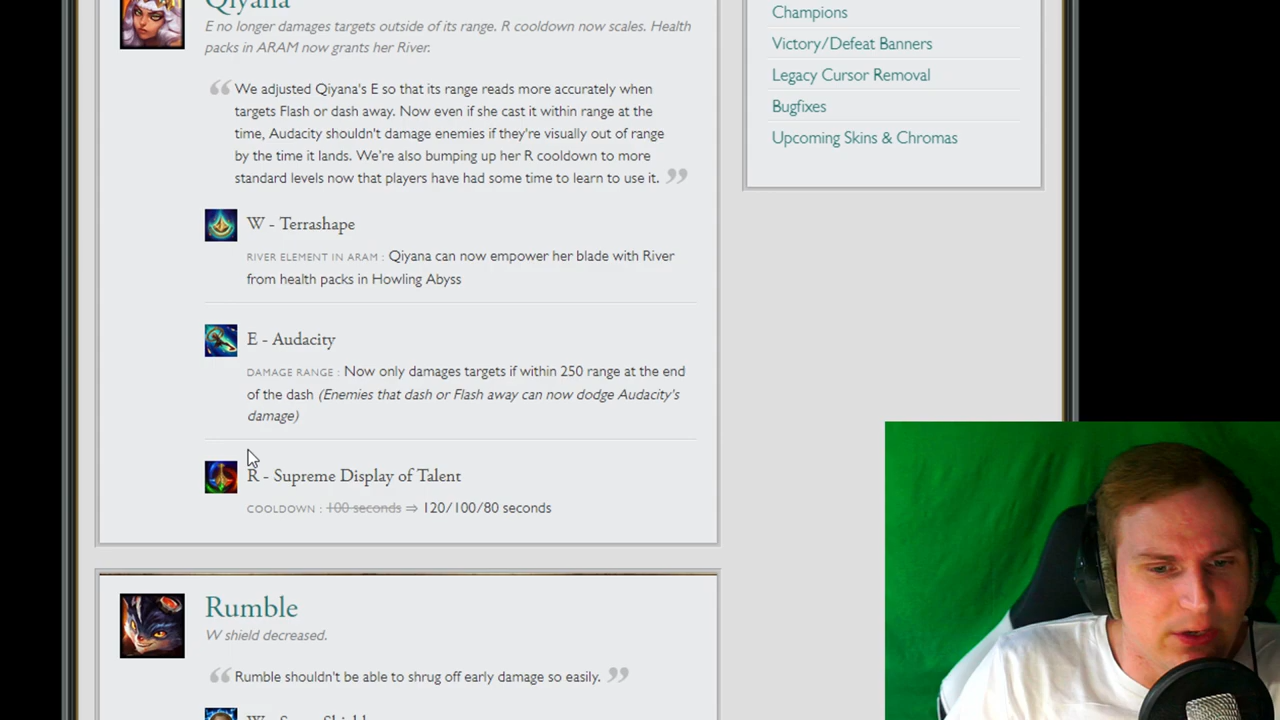 Qiyana
E no longer damages targets outside of its range. R cooldown now scales. Health
packs in ARAM now grants her River.
“ We adjusted Qiyana's E so that its range reads more accurately when
targets Flash or dash away. Now even if she cast it within range at the
time, Audacity shouldn't damage enemies if they're visually out of range
by the time it lands. We're also bumping up her R cooldown to more
standard levels now that players have had some time to learn to use it. ”
W - Terrashape
RIVER ELEMENT IN ARAM : Qiyana can now empower her blade with River
from health packs in Howling Abyss
E - Audacity
DAMAGE RANGE : Now only damages targets if within 250 range at the end
of the dash (Enemies that dash or Flash away can now dodge Audacity's
damage)
R - Supreme Display of Talent
COOLDOWN : 100 seconds ⇒ 120/100/80 seconds
Rumble
W shield decreased.
“ Rumble shouldn't be able to shrug off early damage so easily. ”
Champions
Victory/Defeat Banners
Legacy Cursor Removal
Bugfixes
Upcoming Skins & Chromas